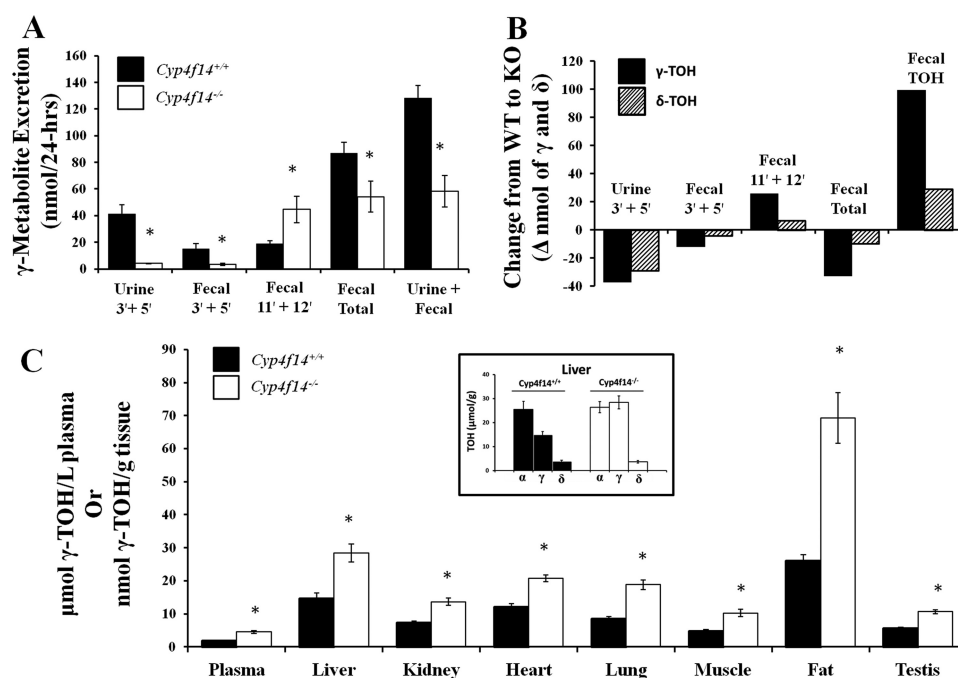 A
γ-Metabolite Excretion
(nmol/24-hrs)
160
140
120
100
80
60
40
20
0
Cyp4f14+/+
Cyp4f14-/-
*
*
*
*
*
Urine
3'+ 5'
Fecal
3'+ 5'
Fecal
11' + 12'
Fecal
Total
Urine +
Fecal
B
Change from WT to KO
(Δ nmol of γ and δ)
120
100
80
60
40
20
0
-20
-40
γ-TOH
δ-TOH
Urine
3' + 5'
Fecal
3' + 5'
Fecal
11' + 12'
Fecal
Total
Fecal
TOH
C
μmol γ-TOH/L plasma
Or
nmol γ-TOH/g tissue
90
80
70
60
50
40
30
20
10
0
Cyp4f14+/+
Cyp4f14-/-
Liver
Cyp4f14+/+
Cyp4f14-/-
TOH (μmol/g)
40
30
20
10
0
α
γ
δ
α
γ
δ
*
*
*
*
*
*
*
*
Plasma
Liver
Kidney
Heart
Lung
Muscle
Fat
Testis